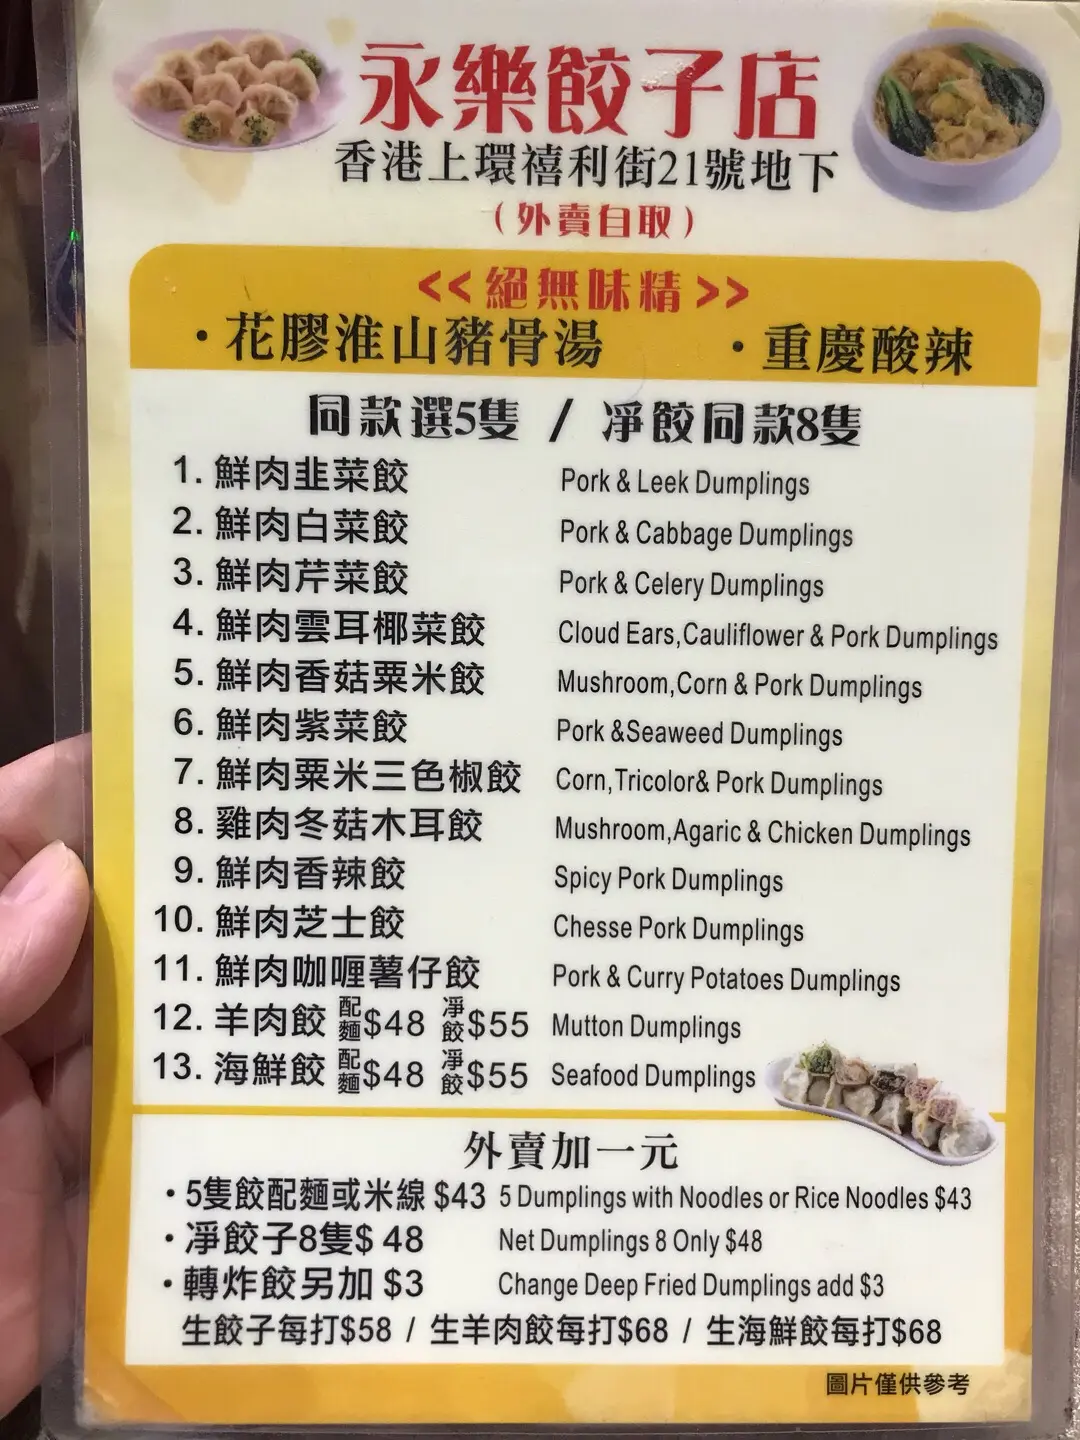 永樂餃子店
香港上環禧利街21號地下
（外賣自取）
<<絕無味精>>
·花膠淮山豬骨湯 ·重慶酸辣
同款選5隻 / 凈餃同款8隻
1. 鮮肉韭菜餃 Pork & Leek Dumplings
2. 鮮肉白菜餃 Pork & Cabbage Dumplings
3. 鮮肉芹菜餃 Pork & Celery Dumplings
4. 鮮肉雲耳椰菜餃 Cloud Ears,Cauliflower & Pork Dumplings
5. 鮮肉香菇粟米餃 Mushroom,Corn & Pork Dumplings
6. 鮮肉紫菜餃 Pork &Seaweed Dumplings
7. 鮮肉粟米三色椒餃 Corn,Tricolor& Pork Dumplings
8. 雞肉冬菇木耳餃 Mushroom,Agaric & Chicken Dumplings
9. 鮮肉香辣餃 Spicy Pork Dumplings
10. 鮮肉芝士餃 Chesse Pork Dumplings
11. 鮮肉咖喱薯仔餃 Pork & Curry Potatoes Dumplings
12. 羊肉餃 配麵$48 凈餃$55 Mutton Dumplings
13. 海鮮餃 配麵$48 凈餃$55 Seafood Dumplings
外賣加一元
·5隻餃配麵或米線 $43 5 Dumplings with Noodles or Rice Noodles $43
·凈餃子8隻$ 48 Net Dumplings 8 Only $48
·轉炸餃另加 $3 Change Deep Fried Dumplings add $3
生餃子每打$58 / 生羊肉餃每打$68 / 生海鮮餃每打$68
圖片僅供參考